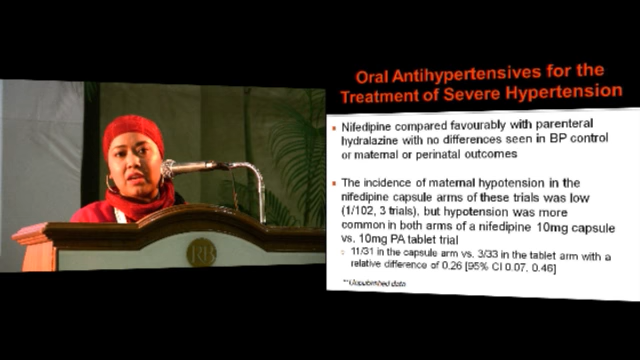 Oral Antihypertensives for the
Treatment of Severe Hypertension
Nifedipine compared favourably with parenteral
hydralazine with no differences seen in BP control
or maternal or perinatal outcomes
The incidence of maternal hypotension in the
nifedipine capsule arms of these trials was low
(1/102, 3 trials), but hypotension was more
common in both arms of a nifedipine 10mg capsule
vs. 10mg PA tablet trial
11/31 in the capsule arm vs. 3/33 in the tablet arm with a
relative difference of 0.26 [95% CI 0.07, 0.46]
**Unpublished data
RB